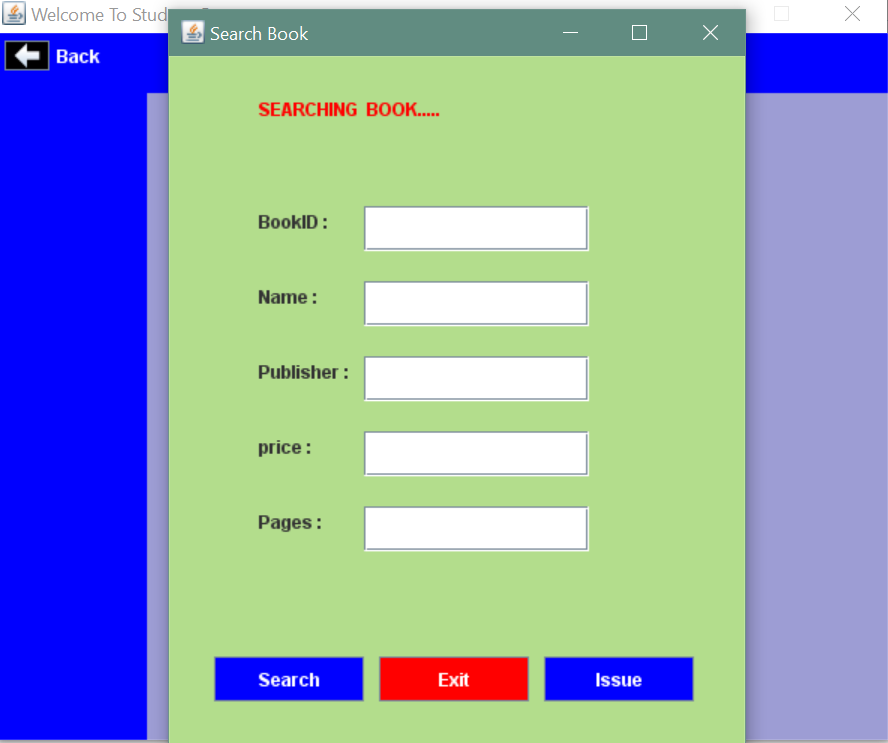 Welcome To Stud
Search Book
Back
SEARCHING BOOK.....
BookID :
Name :
Publisher :
price :
Pages :
Search
Exit
Issue